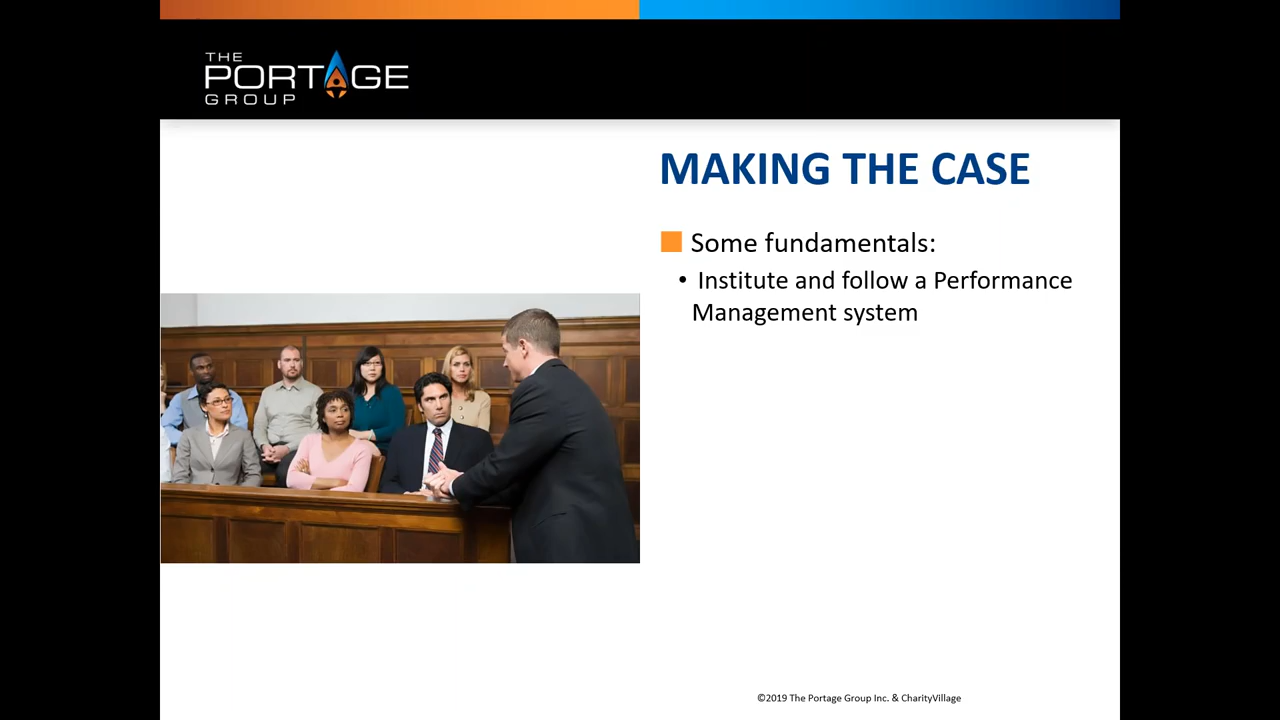 THE
PORTAGE
GROUP
MAKING THE CASE
Some fundamentals:
• Institute and follow a Performance
Management system
©2019 The Portage Group Inc. & CharityVillage